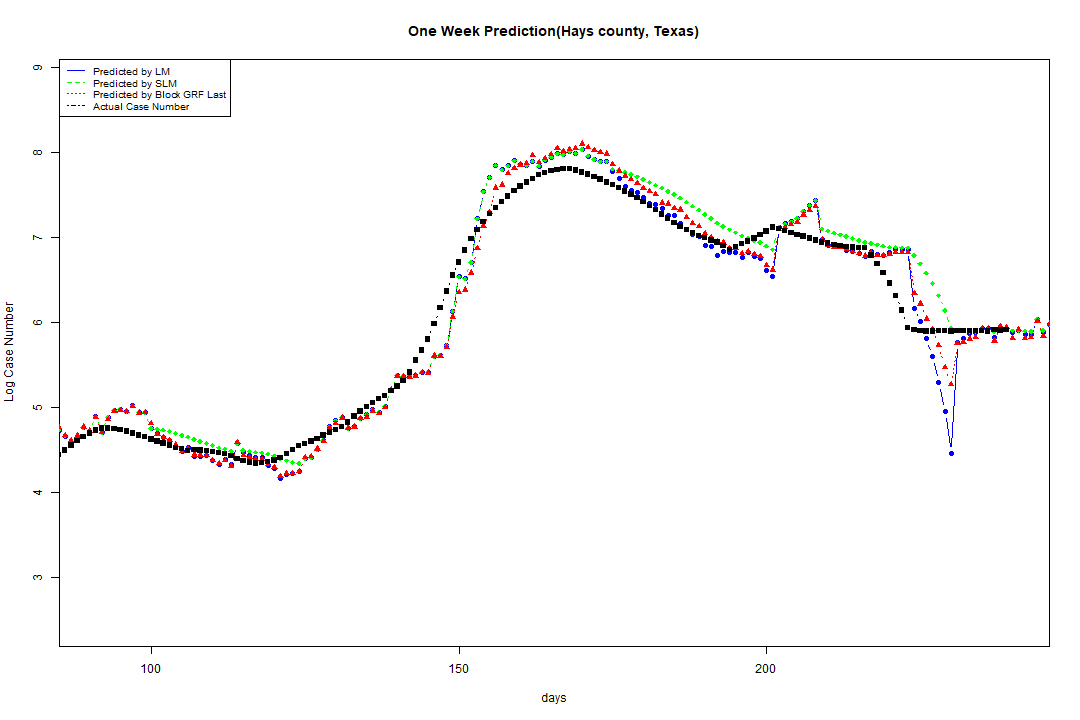 One Week Prediction(Hays county, Texas)
Predicted by LM
Predicted by SLM
Predicted by Block GRF Last
Actual Case Number
9
8
7
6
5
4
3
Log Case Number
100 150 200
days